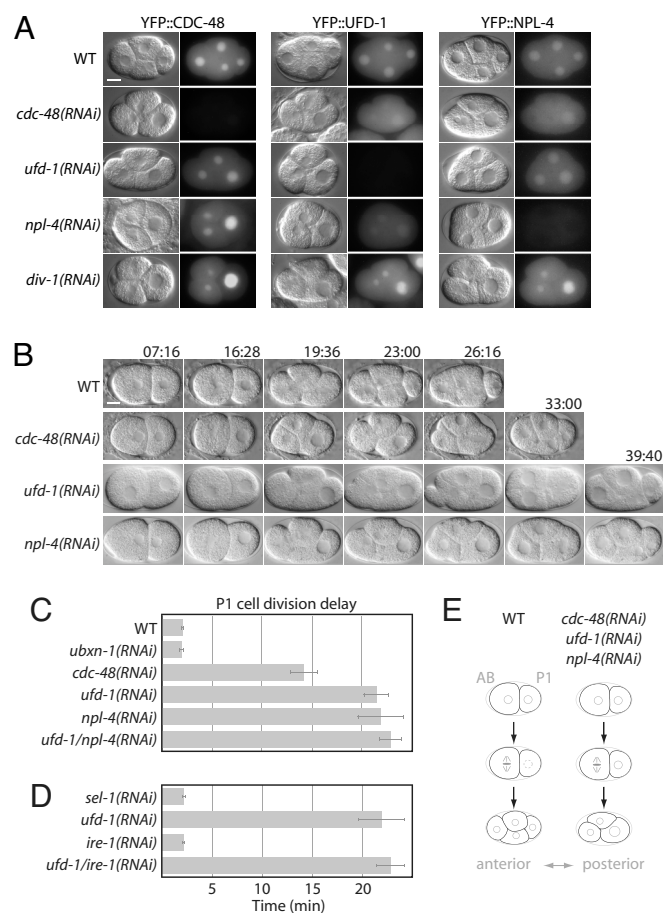 A
YFP::CDC-48 YFP::UFD-1 YFP::NPL-4
WT
cdc-48(RNAi)
ufd-1(RNAi)
npl-4(RNAi)
div-1(RNAi)
B
07:16 16:28 19:36 23:00 26:16
WT
33:00
cdc-48(RNAi)
39:40
ufd-1(RNAi)
npl-4(RNAi)
C
P1 cell division delay
WT
ubxn-1(RNAi)
cdc-48(RNAi)
ufd-1(RNAi)
npl-4(RNAi)
ufd-1/npl-4(RNAi)
D
sel-1(RNAi)
ufd-1(RNAi)
ire-1(RNAi)
ufd-1/ire-1(RNAi)
5 10 15 20
Time (min)
E
WT
cdc-48(RNAi)
ufd-1(RNAi)
npl-4(RNAi)
AB P1
anterior posterior